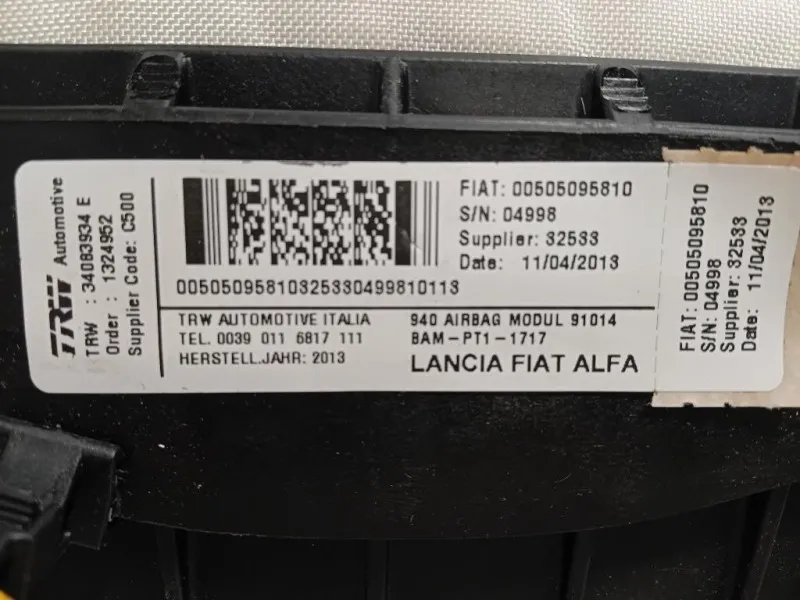 TRW Automotive
TRW : 34083934 E
Order : 1324952
Supplier Code: C500
FIAT: 00505095810
S/N: 04998
Supplier: 32533
Date: 11/04/2013
00505095810325330499810113
TRW AUTOMOTIVE ITALIA
TEL. 0039 011 6817 111
HERSTELL.JAHR: 2013
940 AIRBAG MODUL 91014
BAM-PT1-1717
LANCIA FIAT ALFA
FIAT: 00505095810
S/N: 04998
Supplier: 32533
Date: 11/04/2013